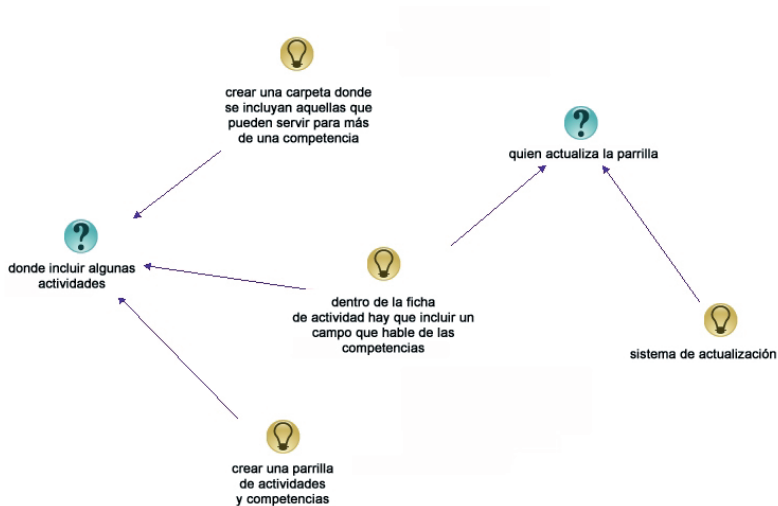 crear una carpeta donde
se incluyan aquellas que
pueden servir para más
de una competencia
quien actualiza la parrilla
donde incluir algunas
actividades
dentro de la ficha
de actividad hay que incluir un
campo que hable de las
competencias
sistema de actualización
crear una parrilla
de actividades
y competencias